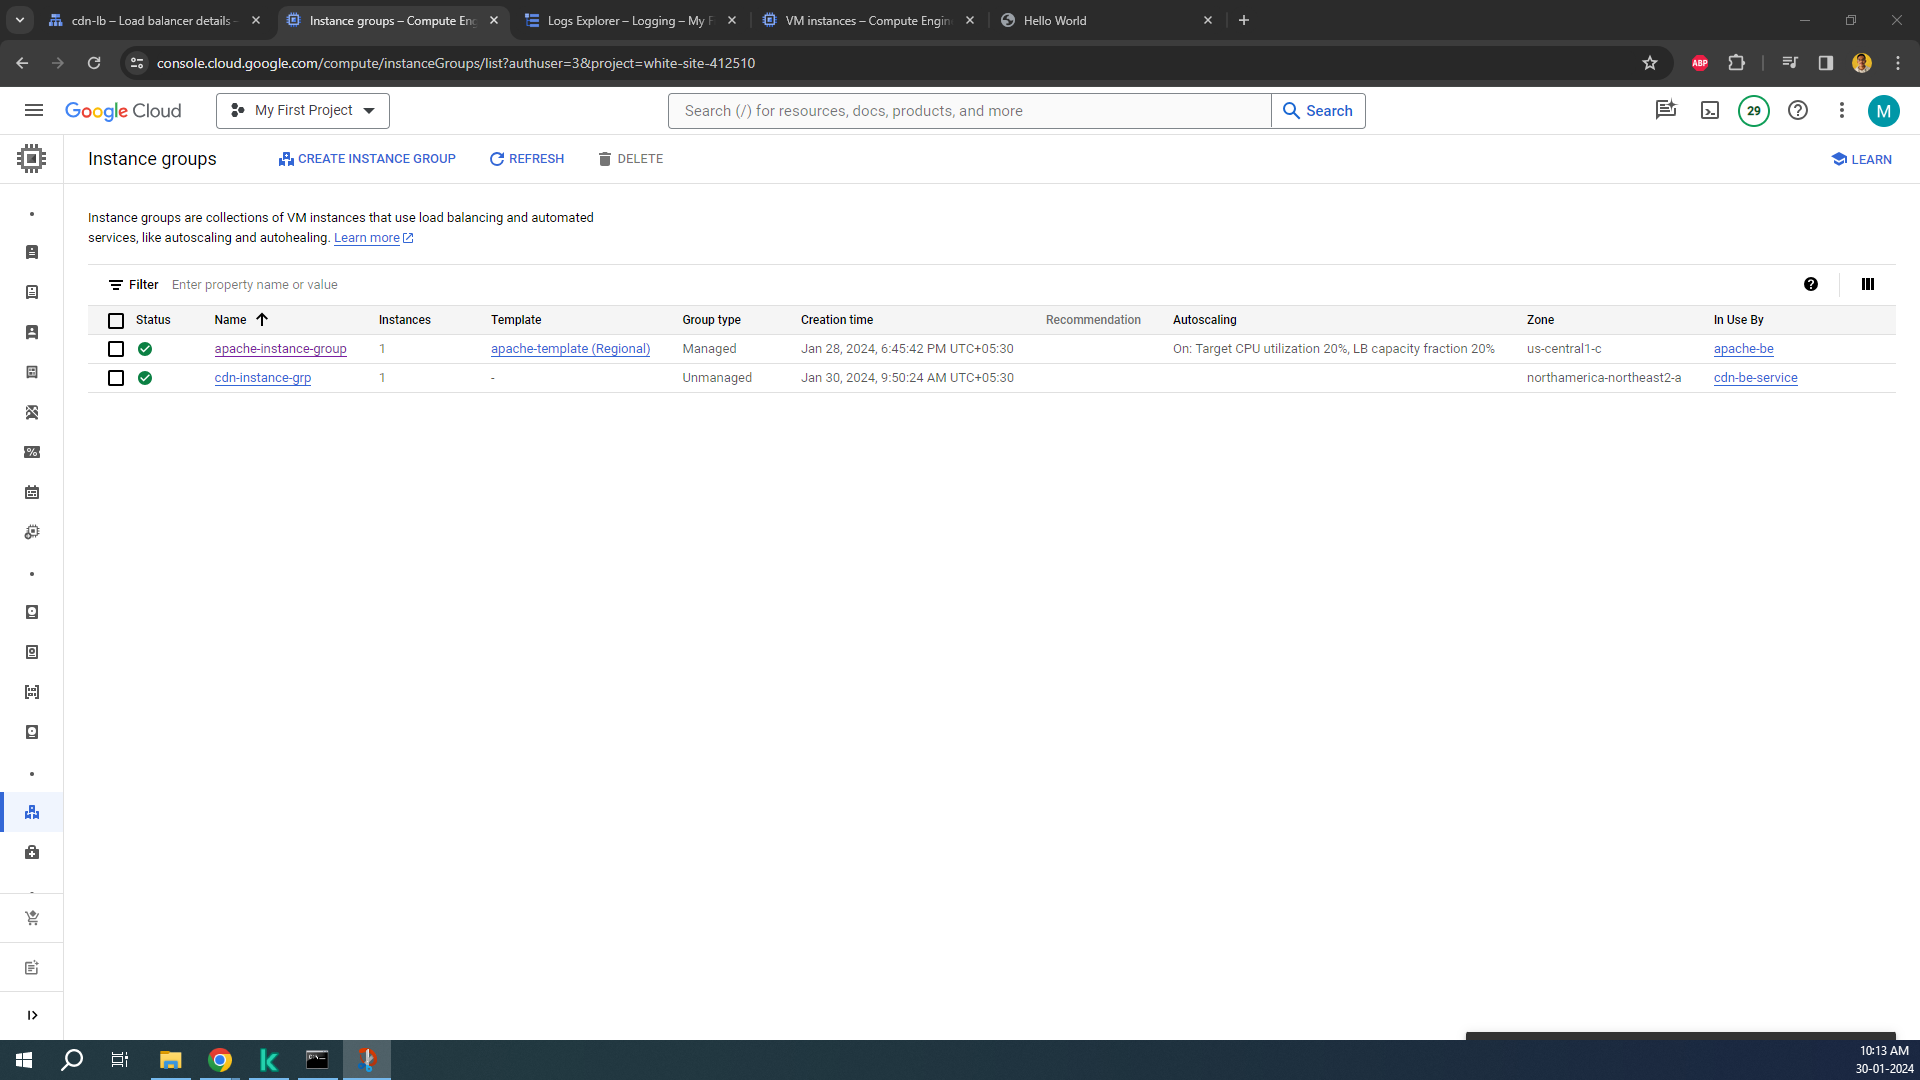 cdn-lb – Load balancer details –
Instance groups – Compute Eng
Logs Explorer – Logging – My F
VM instances – Compute Engin
Hello World
console.cloud.google.com/compute/instanceGroups/list?authuser=3&project=white-site-412510
ABP
Google Cloud
My First Project
Search (/) for resources, docs, products, and more
Search
29
M
Instance groups
CREATE INSTANCE GROUP
REFRESH
DELETE
LEARN
Instance groups are collections of VM instances that use load balancing and automated
services, like autoscaling and autohealing. Learn more
Filter Enter property name or value
Status Name Instances Template Group type Creation time Recommendation Autoscaling Zone In Use By
apache-instance-group 1 apache-template (Regional) Managed Jan 28, 2024, 6:45:42 PM UTC+05:30 On: Target CPU utilization 20%, LB capacity fraction 20% us-central1-c apache-be
cdn-instance-grp 1 - Unmanaged Jan 30, 2024, 9:50:24 AM UTC+05:30 northamerica-northeast2-a cdn-be-service
10:13 AM
30-01-2024